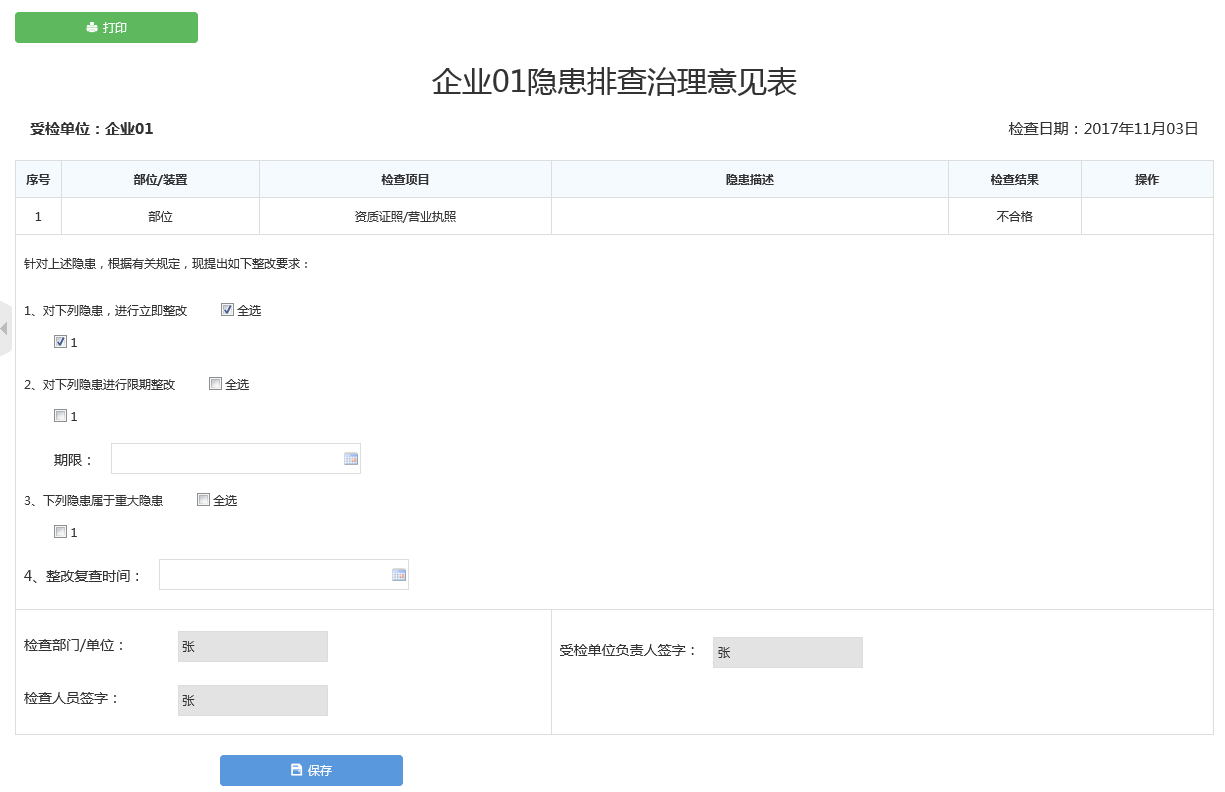 打印
企业01隐患排查治理意见表
受检单位：企业01 检查日期：2017年11月03日
序号 部位/装置 检查项目 隐患描述 检查结果 操作
1 部位 资质证照/营业执照 不合格
针对上述隐患，根据有关规定，现提出如下整改要求：
1、对下列隐患，进行立即整改 全选
1
2、对下列隐患进行限期整改 全选
1
期限：
3、下列隐患属于重大隐患 全选
1
4、整改复查时间：
检查部门/单位： 张
受检单位负责人签字： 张
检查人员签字： 张
保存